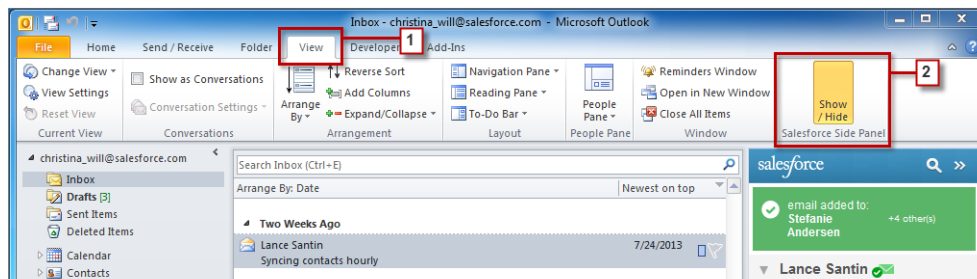 Inbox - christina_will@salesforce.com - Microsoft Outlook
File Home Send / Receive Folder View Developer Add-Ins
1
2
Change View
View Settings
Reset View
Current View
Show as Conversations
Conversation Settings
Conversations
Arrange By
Reverse Sort
Add Columns
Expand/Collapse
Arrangement
Navigation Pane
Reading Pane
To-Do Bar
Layout
People Pane
People Pane
Reminders Window
Open in New Window
Close All Items
Window
Show / Hide
Salesforce Side Panel
christina_will@salesforce.com
Inbox
Drafts [3]
Sent Items
Deleted Items
Calendar
Contacts
Search Inbox (Ctrl+E)
Arrange By: Date Newest on top
Two Weeks Ago
Lance Santin 7/24/2013
Syncing contacts hourly
salesforce
email added to:
Stefanie Andersen +4 other(s)
Lance Santin